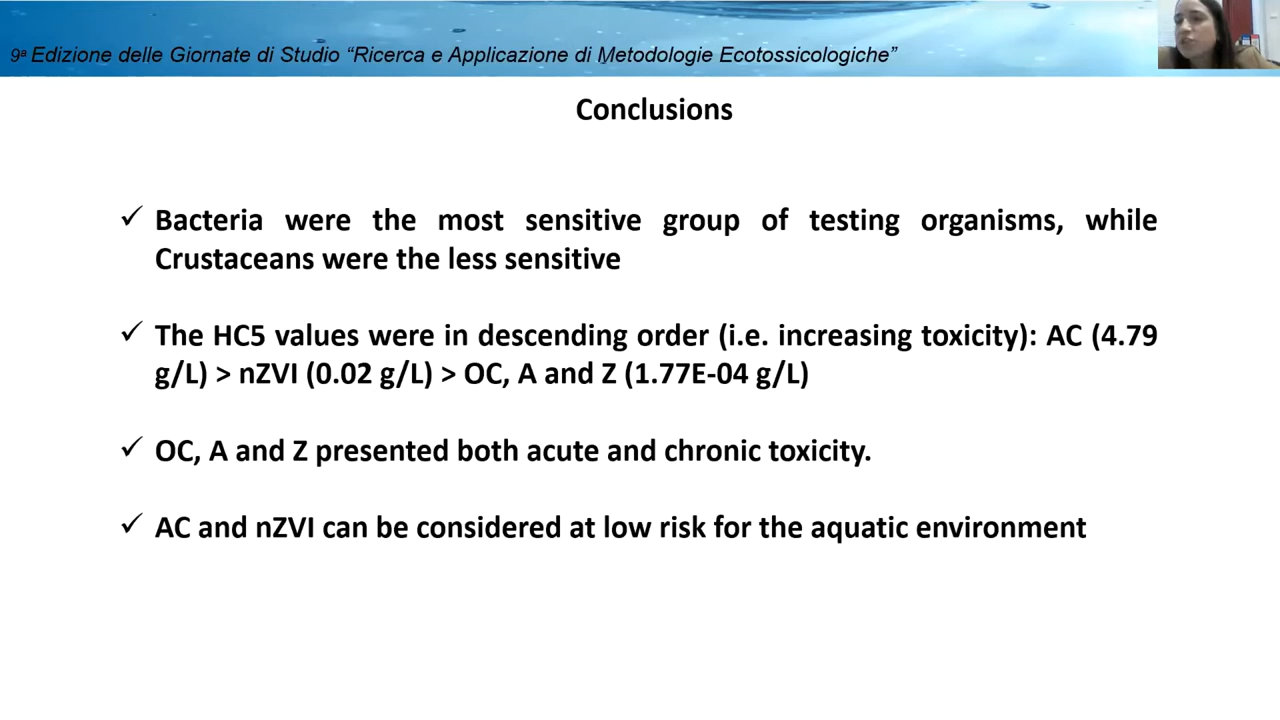 9ª Edizione delle Giornate di Studio “Ricerca e Applicazione di Metodologie Ecotossicologiche”
Conclusions
✓ Bacteria were the most sensitive group of testing organisms, while
Crustaceans were the less sensitive
✓ The HC5 values were in descending order (i.e. increasing toxicity): AC (4.79
g/L) > nZVI (0.02 g/L) > OC, A and Z (1.77E-04 g/L)
✓ OC, A and Z presented both acute and chronic toxicity.
✓ AC and nZVI can be considered at low risk for the aquatic environment